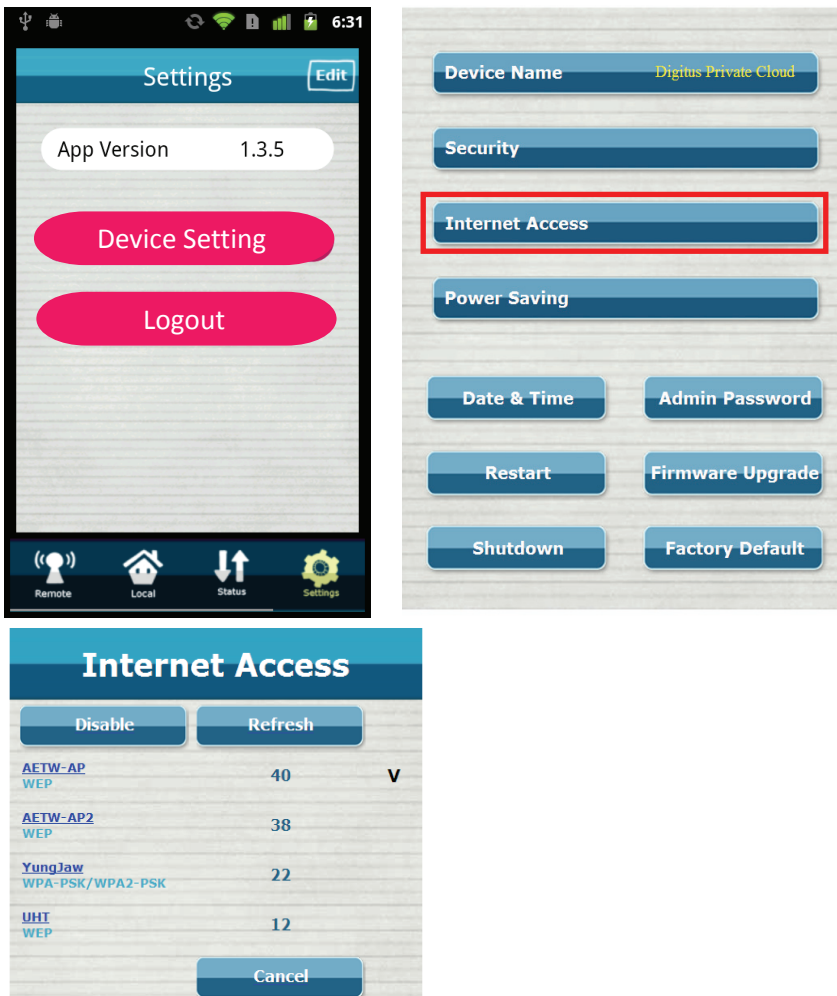 6:31
Settings
Edit
App Version 1.3.5
Device Setting
Logout
Remote Local Status Settings
Device Name Digitus Private Cloud
Security
Internet Access
Power Saving
Date & Time Admin Password
Restart Firmware Upgrade
Shutdown Factory Default
Internet Access
Disable Refresh
AETW-AP 40 V
WEP
AETW-AP2 38
WEP
YungJaw 22
WPA-PSK/WPA2-PSK
UHT 12
WEP
Cancel